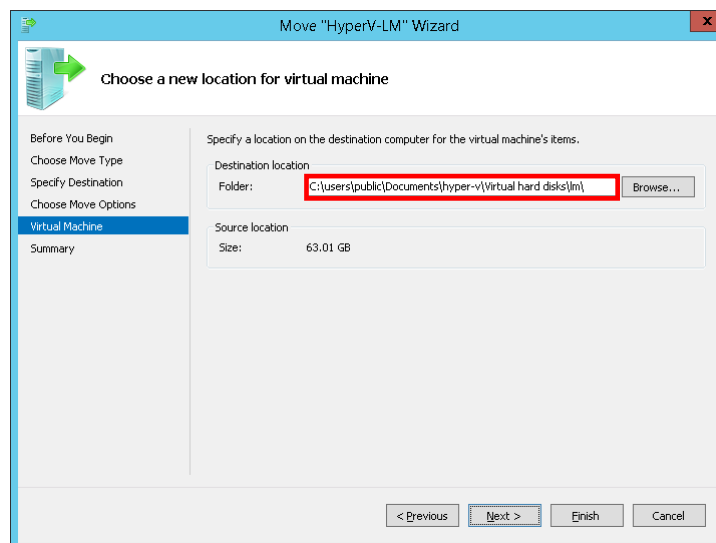 Move "HyperV-LM" Wizard
x
Choose a new location for virtual machine
Before You Begin
Choose Move Type
Specify Destination
Choose Move Options
Virtual Machine
Summary
Specify a location on the destination computer for the virtual machine's items.
Destination location
Folder: C:\users\public\Documents\hyper-v\Virtual hard disks\lm\ Browse...
Source location
Size: 63.01 GB
< Previous Next > Finish Cancel